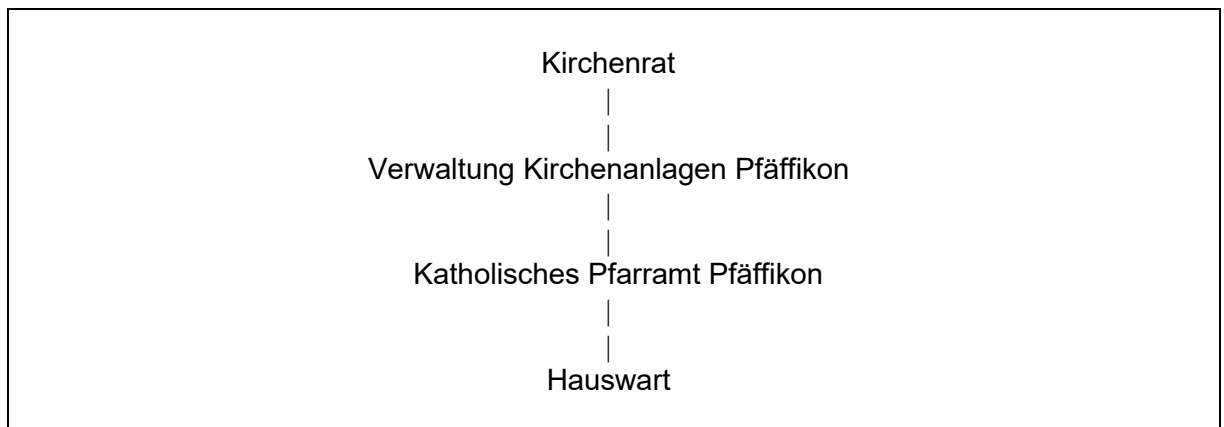 Kirchenrat
Verwaltung Kirchenanlagen Pfäffikon
Katholisches Pfarramt Pfäffikon
Hauswart